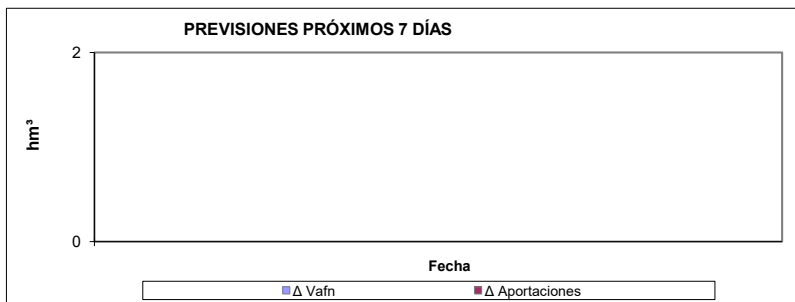 PREVISIONES PRÓXIMOS 7 DÍAS
2
hm³
0
Fecha
Δ Vafn Δ Aportaciones